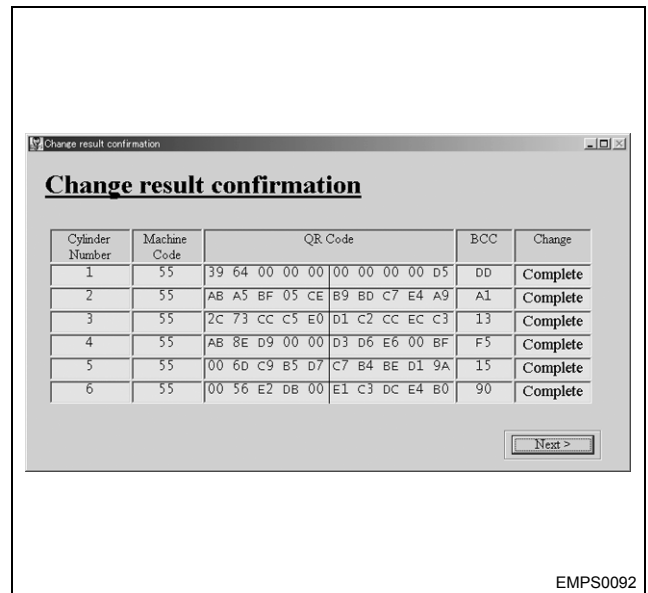 Change result confirmation
Change result confirmation
Cylinder Number Machine Code QR Code BCC Change
1 55 39 64 00 00 00 00 00 00 00 D5 DD Complete
2 55 AB A5 BF 05 CE B9 BD C7 E4 A9 A1 Complete
3 55 2C 73 CC C5 E0 D1 C2 CC EC C3 13 Complete
4 55 AB 8E D9 00 00 D3 D6 E6 00 BF F5 Complete
5 55 00 6D C9 B5 D7 C7 B4 BE D1 9A 15 Complete
6 55 00 56 E2 DB 00 E1 C3 DC E4 B0 90 Complete
Next >
EMPS0092